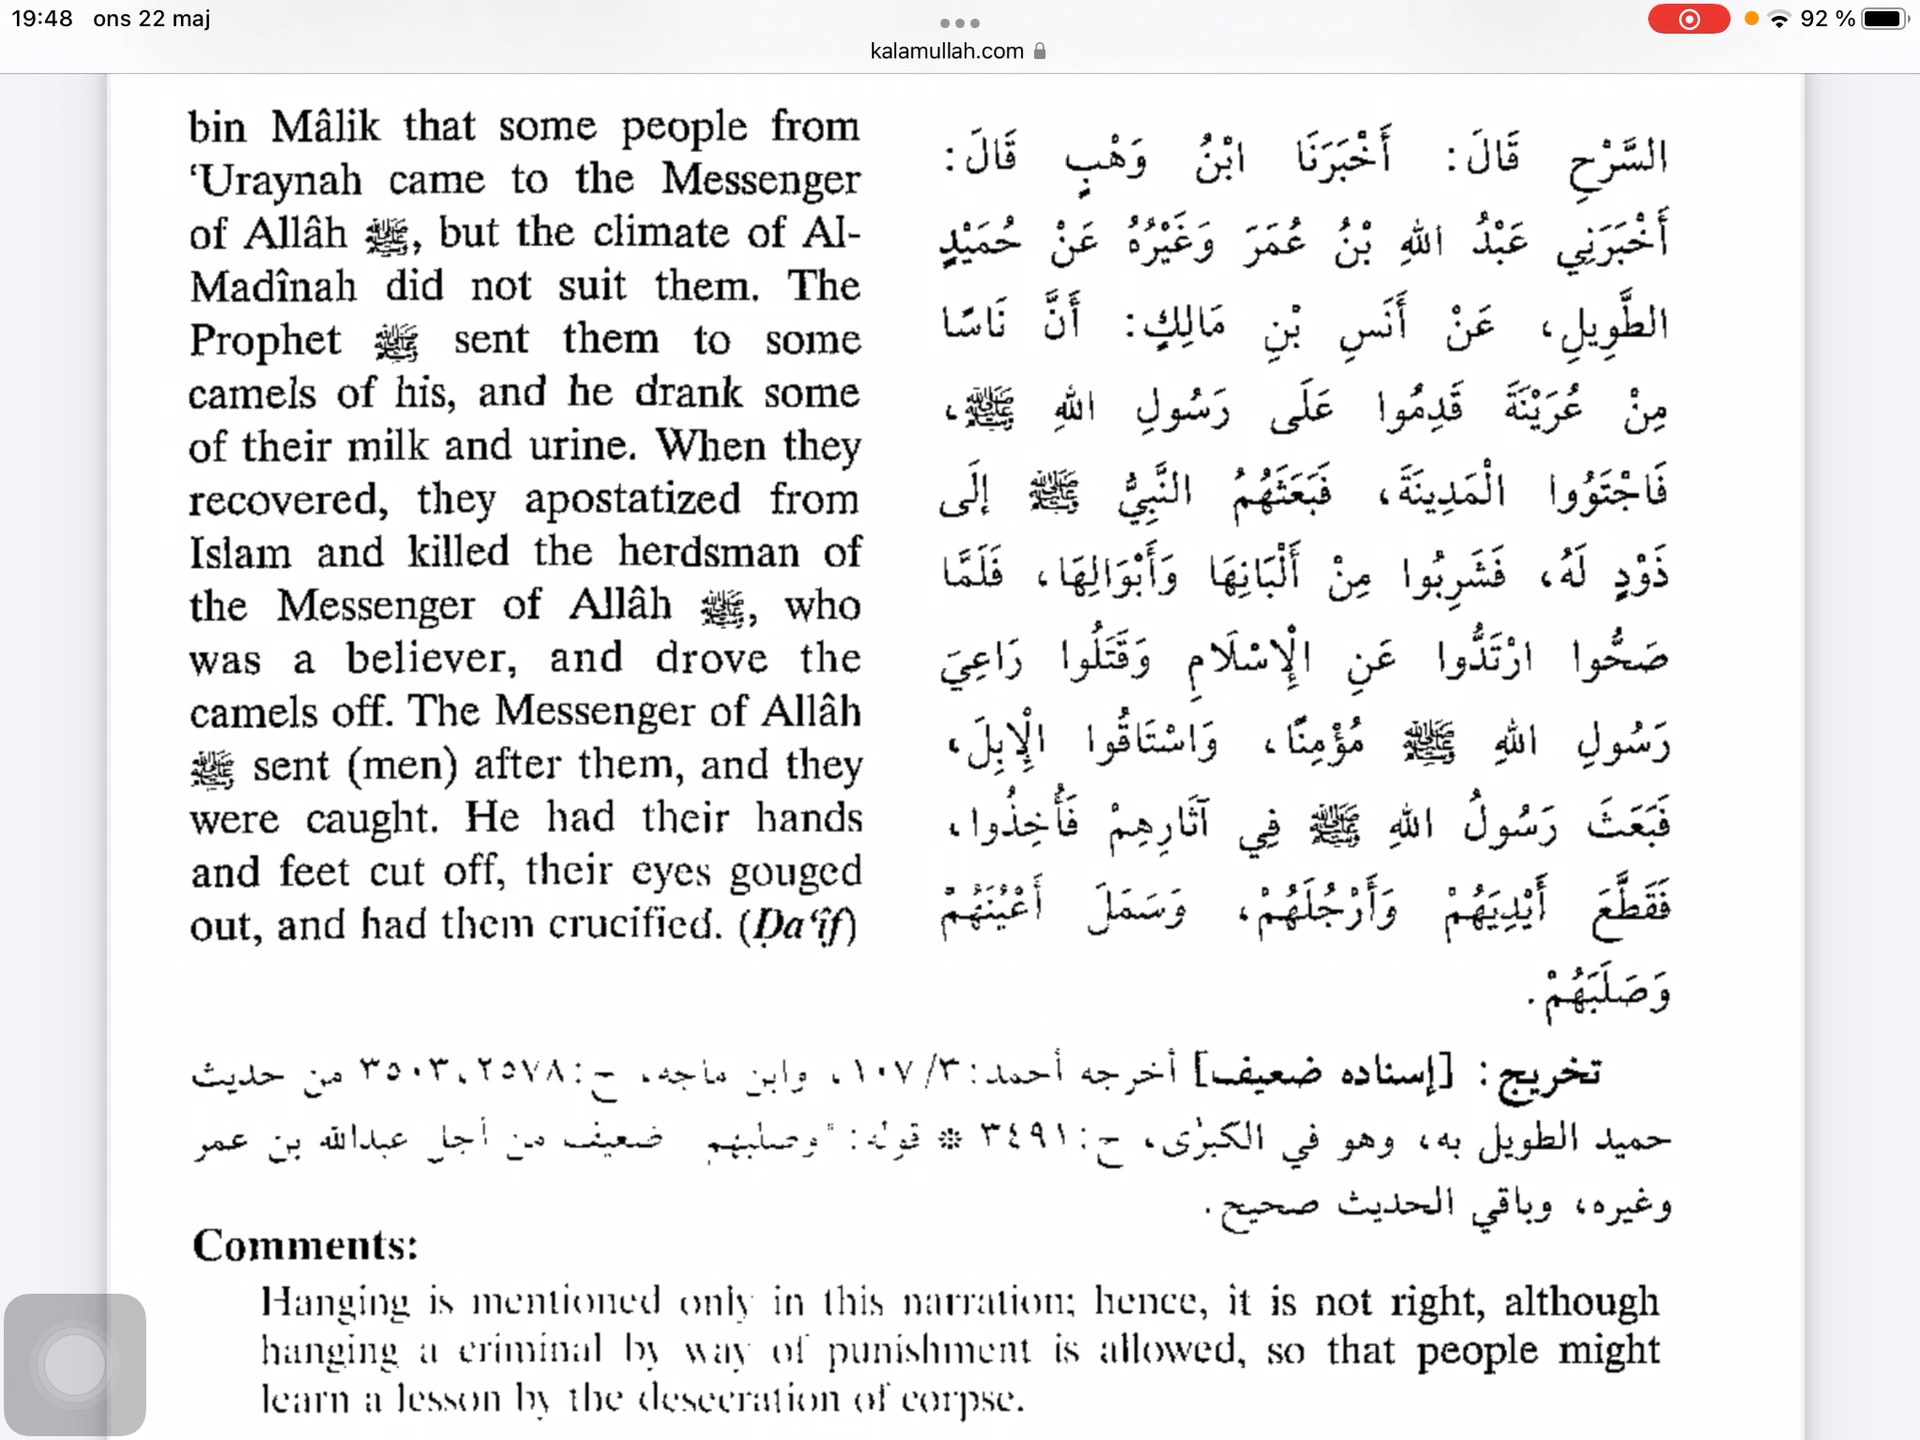 19:48 ons 22 maj
92 %
kalamullah.com
bin Mâlik that some people from
‘Uraynah came to the Messenger
of Allâh ﷺ, but the climate of Al-
Madînah did not suit them. The
Prophet ﷺ sent them to some
camels of his, and he drank some
of their milk and urine. When they
recovered, they apostatized from
Islam and killed the herdsman of
the Messenger of Allâh ﷺ, who
was a believer, and drove the
camels off. The Messenger of Allâh
ﷺ sent (men) after them, and they
were caught. He had their hands
and feet cut off, their eyes gouged
out, and had them crucified. (Ḍa‘îf)
السَّرْحِ قَالَ: أَخْبَرَنَا ابْنُ وَهْبٍ قَالَ:
أَخْبَرَنِي عَبْدُ اللهِ بْنُ عُمَرَ وَغَيْرُهُ عَنْ حُمَيْدٍ
الطَّوِيلِ، عَنْ أَنَسِ بْنِ مَالِكٍ: أَنَّ نَاسًا
مِنْ عُرَيْنَةَ قَدِمُوا عَلَى رَسُولِ اللهِ ﷺ،
فَاجْتَوَوُا الْمَدِينَةَ، فَبَعَثَهُمُ النَّبِيُّ ﷺ إِلَى
ذَوْدٍ لَهُ، فَشَرِبُوا مِنْ أَلْبَانِهَا وَأَبْوَالِهَا، فَلَمَّا
صَحُّوا ارْتَدُّوا عَنِ الْإِسْلَامِ وَقَتَلُوا رَاعِيَ
رَسُولِ اللهِ ﷺ مُؤْمِنًا، وَاسْتَاقُوا الْإِبِلَ،
فَبَعَثَ رَسُولُ اللهِ ﷺ فِي آثَارِهِمْ فَأُخِذُوا،
فَقَطَّعَ أَيْدِيَهُمْ وَأَرْجُلَهُمْ، وَسَمَلَ أَعْيُنَهُمْ
وَصَلَبَهُمْ.
تخريج: [إسناده ضعيف] أخرجه أحمد: ٣/ ١٠٧، وابن ماجه، ح: ٢٥٧٨، ٣٥٠٣ من حديث
حميد الطويل به، وهو في الكبرٰى، ح: ٣٤٩١ * قوله: "وصلبهم ضعيف من أجل عبدالله بن عمر
وغيره، وباقي الحديث صحيح.
Comments:
Hanging is mentioned only in this narration; hence, it is not right, although
hanging a criminal by way of punishment is allowed, so that people might
learn a lesson by the desecration of corpse.